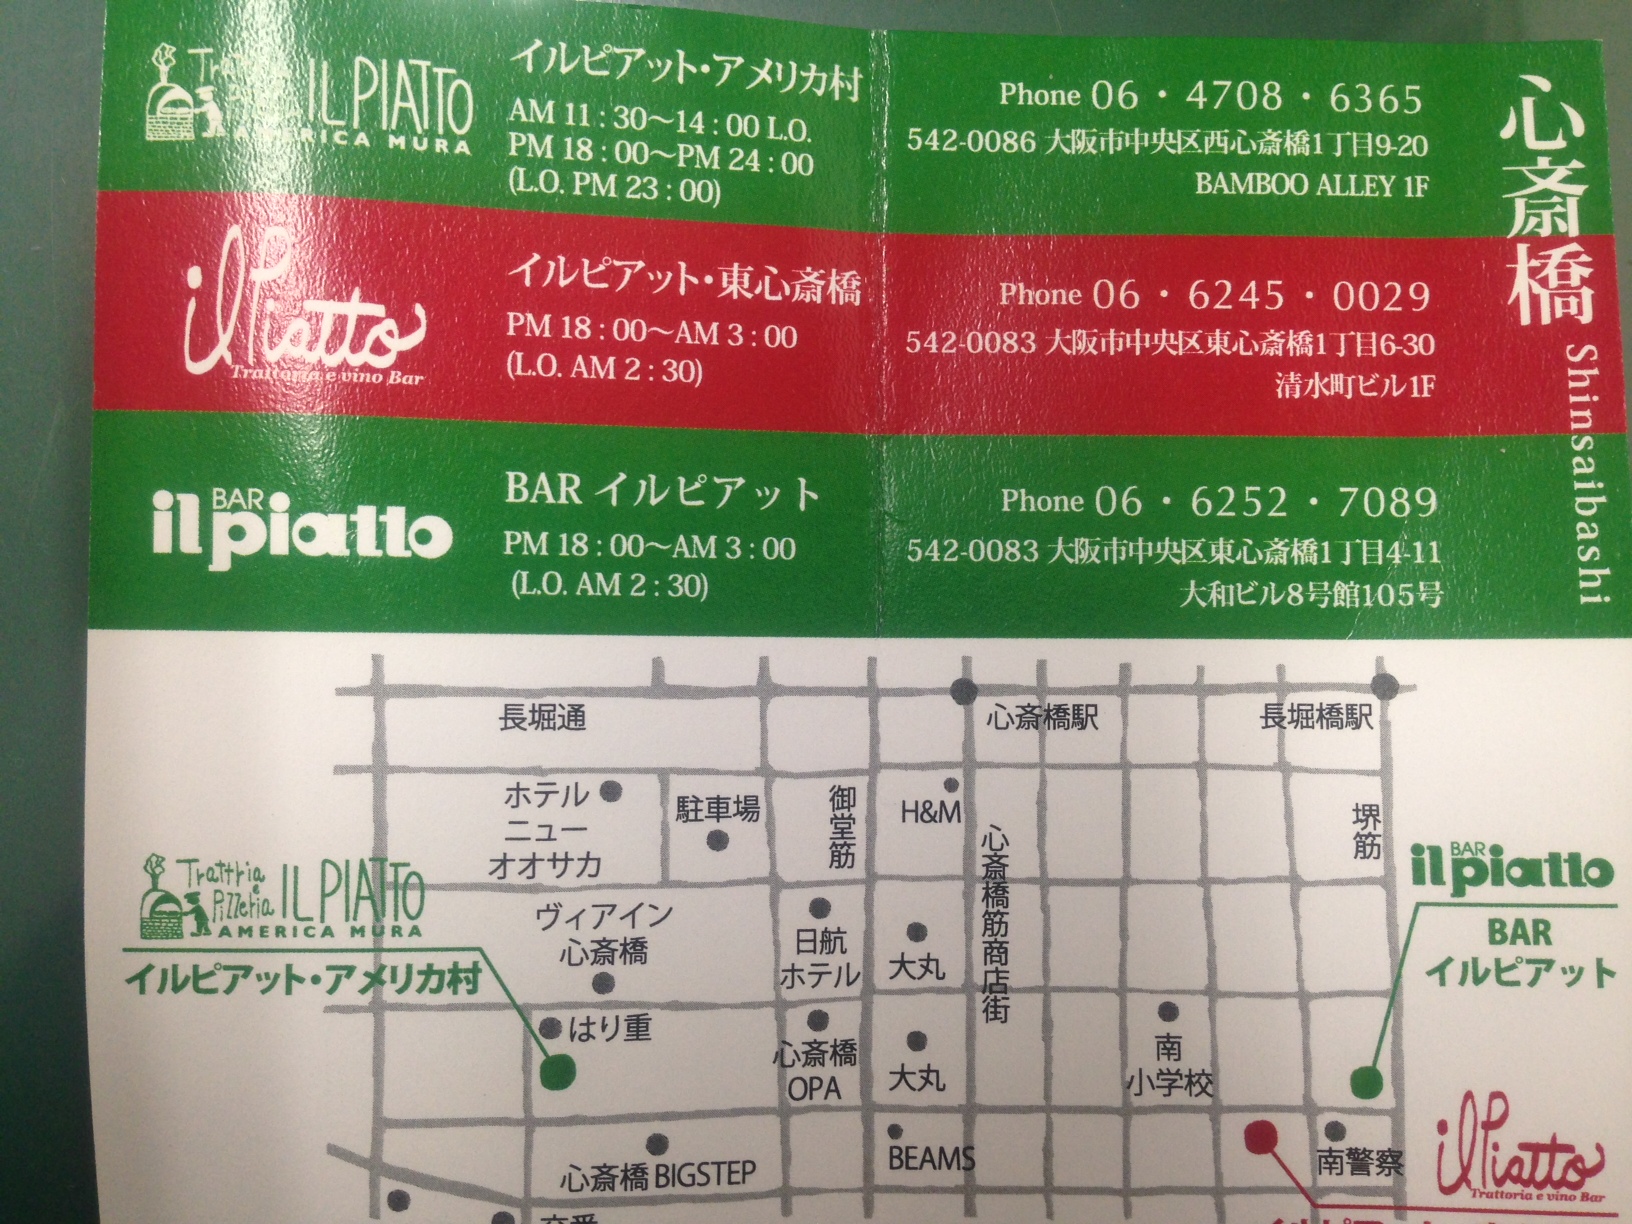 IL PIATTO
AMERICA MURA
イルピアット・アメリカ村
AM 11 : 30〜14 : 00 L.O.
PM 18 : 00〜PM 24 : 00
(L.O. PM 23 : 00)
Phone 06・4708・6365
542-0086 大阪市中央区西心斎橋1丁目9-20
BAMBOO ALLEY 1F
心斎橋 Shinsaibashi
il Piatto
Trattoria e vino Bar
イルピアット・東心斎橋
PM 18 : 00〜AM 3 : 00
(L.O. AM 2 : 30)
Phone 06・6245・0029
542-0083 大阪市中央区東心斎橋1丁目6-30
清水町ビル1F
BAR
il piatto
BAR イルピアット
PM 18 : 00〜AM 3 : 00
(L.O. AM 2 : 30)
Phone 06・6252・7089
542-0083 大阪市中央区東心斎橋1丁目4-11
大和ビル8号館105号
長堀通
心斎橋駅
長堀橋駅
ホテル
ニュー
オオサカ
駐車場
御堂筋
H&M
心斎橋筋商店街
堺筋
BAR
il piatto
BAR
イルピアット
Trattria e
Pizzeria
IL PIATTO
AMERICA MURA
イルピアット・アメリカ村
ヴィアイン
心斎橋
日航
ホテル
大丸
はり重
心斎橋
OPA
大丸
南
小学校
心斎橋 BIGSTEP
BEAMS
南警察
il Piatto
Trattoria e vino Bar